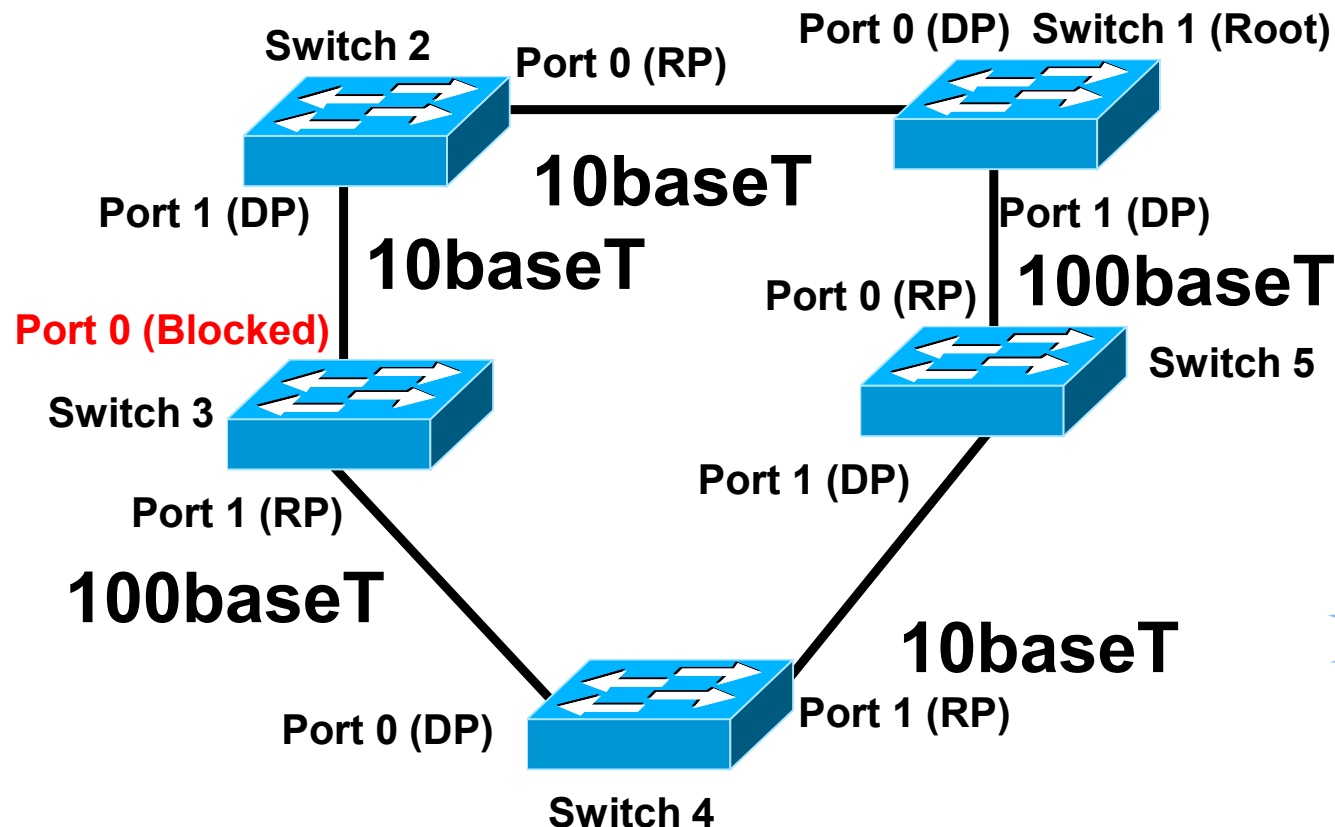 Switch 2
Port 0 (RP)
Port 0 (DP)
Switch 1 (Root)
10baseT
Port 1 (DP)
10baseT
Port 1 (DP)
100baseT
Port 0 (RP)
Port 0 (Blocked)
Switch 5
Switch 3
Port 1 (DP)
Port 1 (RP)
100baseT
10baseT
Port 0 (DP)
Port 1 (RP)
Switch 4